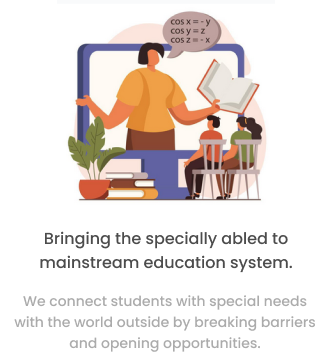 cos x = - y
cos y = z
cos z = - x
Bringing the specially abled to
mainstream education system.
We connect students with special needs
with the world outside by breaking barriers
and opening opportunities.